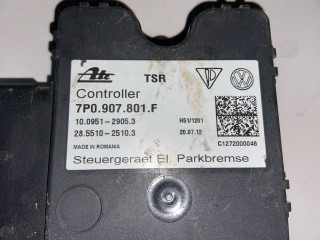 Ate TSR
Controller
7P0.907.801.F
10.0951-2905.3 H51/1201
28.5510-2510.3 20.07.12
MADE IN ROMANIA C1272000046
Steuergeraet El. Parkbremse